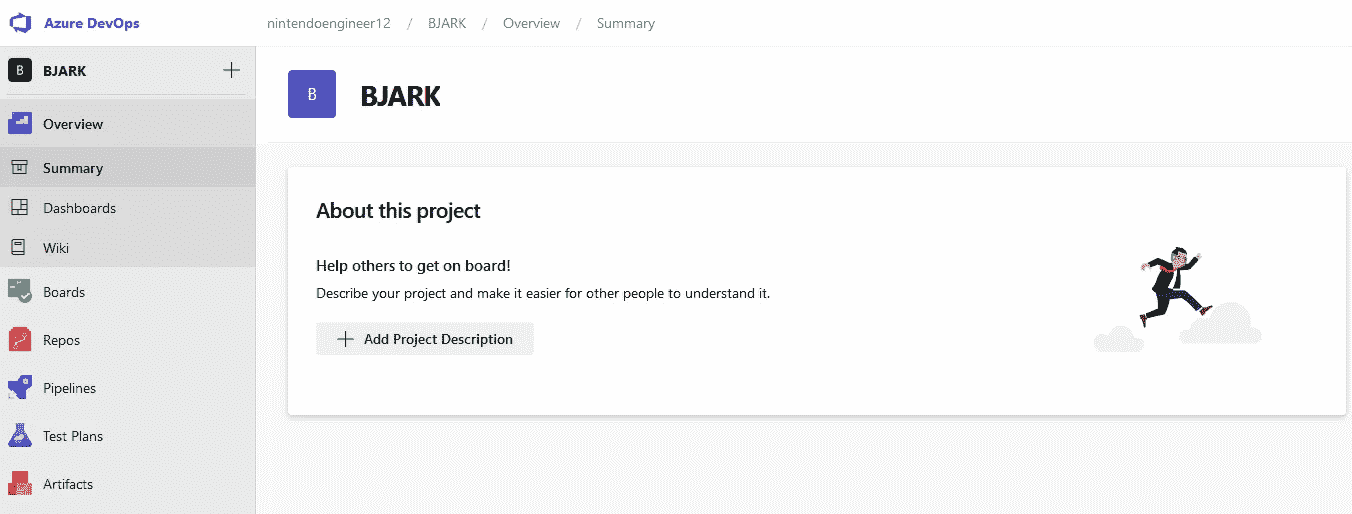 Azure DevOps
nintendoengineer12 / BJARK / Overview / Summary
B BJARK
Overview
Summary
Dashboards
Wiki
Boards
Repos
Pipelines
Test Plans
Artifacts
B BJARK
About this project
Help others to get on board!
Describe your project and make it easier for other people to understand it.
Add Project Description